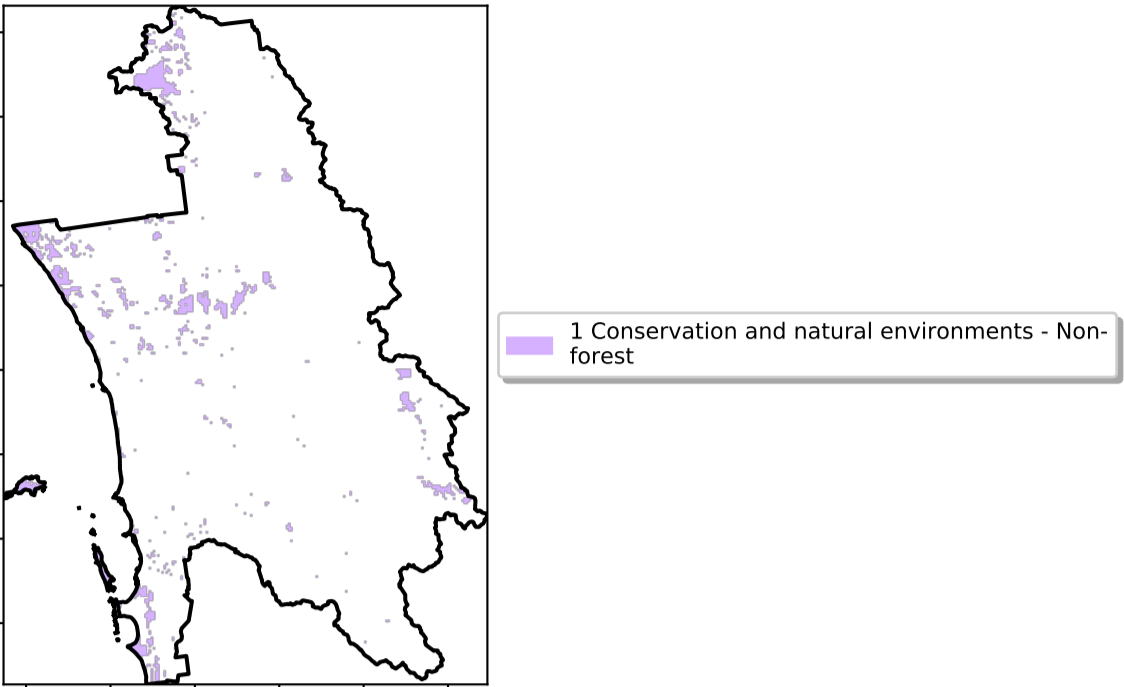 1 Conservation and natural environments - Non-
forest